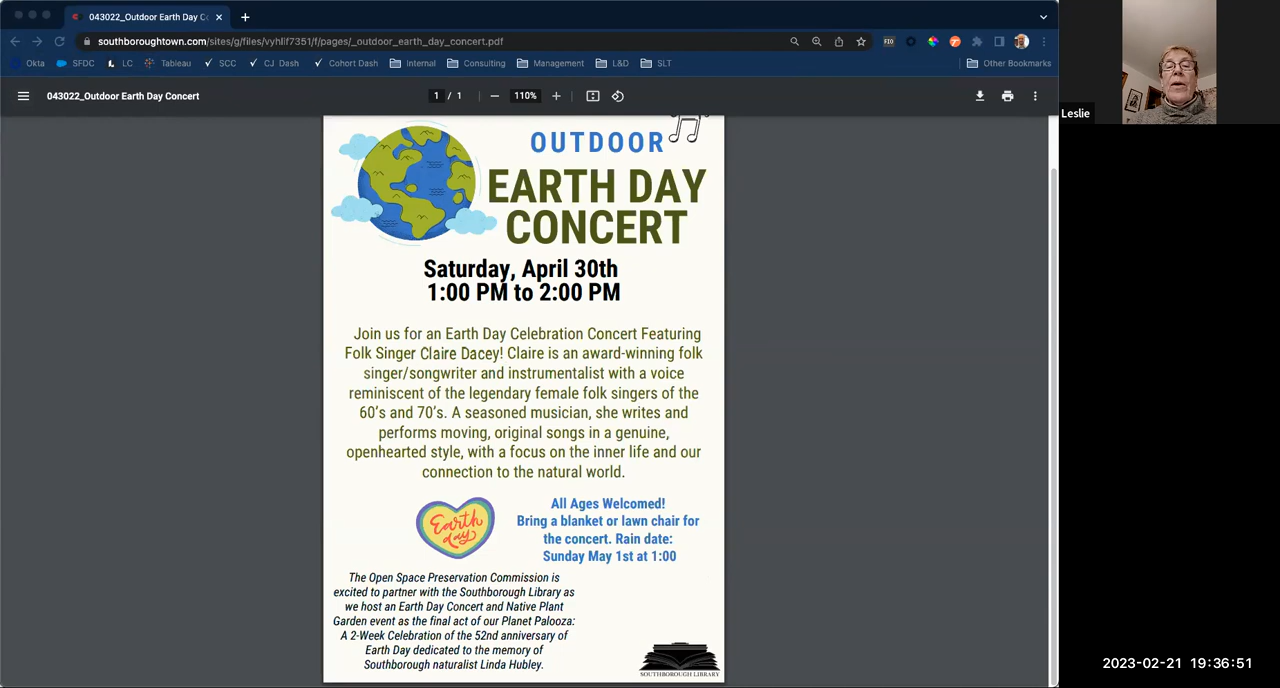 043022_Outdoor Earth Day Co
southboroughtown.com/sites/g/files/vyhlif7351/f/pages/_outdoor_earth_day_concert.pdf
Okta SFDC LC Tableau SCC CJ Dash Cohort Dash Internal Consulting Management L&D SLT Other Bookmarks
043022_Outdoor Earth Day Concert 1 / 1 110%
OUTDOOR
EARTH DAY
CONCERT
Saturday, April 30th
1:00 PM to 2:00 PM
Join us for an Earth Day Celebration Concert Featuring
Folk Singer Claire Dacey! Claire is an award-winning folk
singer/songwriter and instrumentalist with a voice
reminiscent of the legendary female folk singers of the
60's and 70's. A seasoned musician, she writes and
performs moving, original songs in a genuine,
openhearted style, with a focus on the inner life and our
connection to the natural world.
Earth
day
All Ages Welcomed!
Bring a blanket or lawn chair for
the concert. Rain date:
Sunday May 1st at 1:00
The Open Space Preservation Commission is
excited to partner with the Southborough Library as
we host an Earth Day Concert and Native Plant
Garden event as the final act of our Planet Palooza:
A 2-Week Celebration of the 52nd anniversary of
Earth Day dedicated to the memory of
Southborough naturalist Linda Hubley.
SOUTHBOROUGH LIBRARY
Leslie
2023-02-21 19:36:51